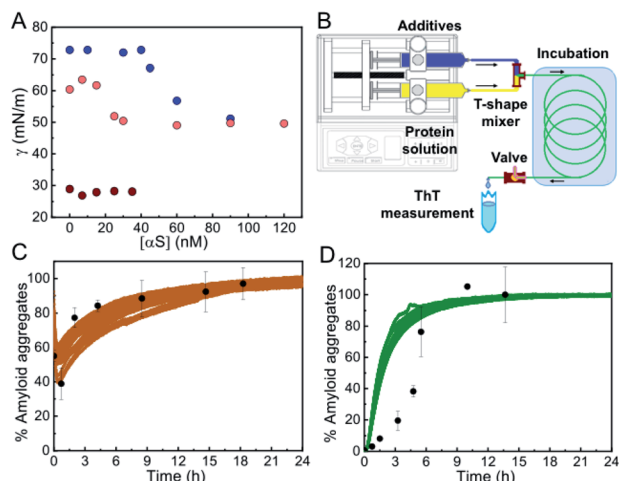 A
80
70
60
50
40
30
20
γ (mN/m)
0 20 40 60 80 100 120
[αS] (nM)
B
Additives
Incubation
T-shape
mixer
Protein
solution
Valve
ThT
measurement
C
100
80
60
40
20
0
% Amyloid aggregates
0 3 6 9 12 15 18 21 24
Time (h)
D
120
100
80
60
40
20
0
% Amyloid aggregates
0 3 6 9 12 15 18 21 24
Time (h)